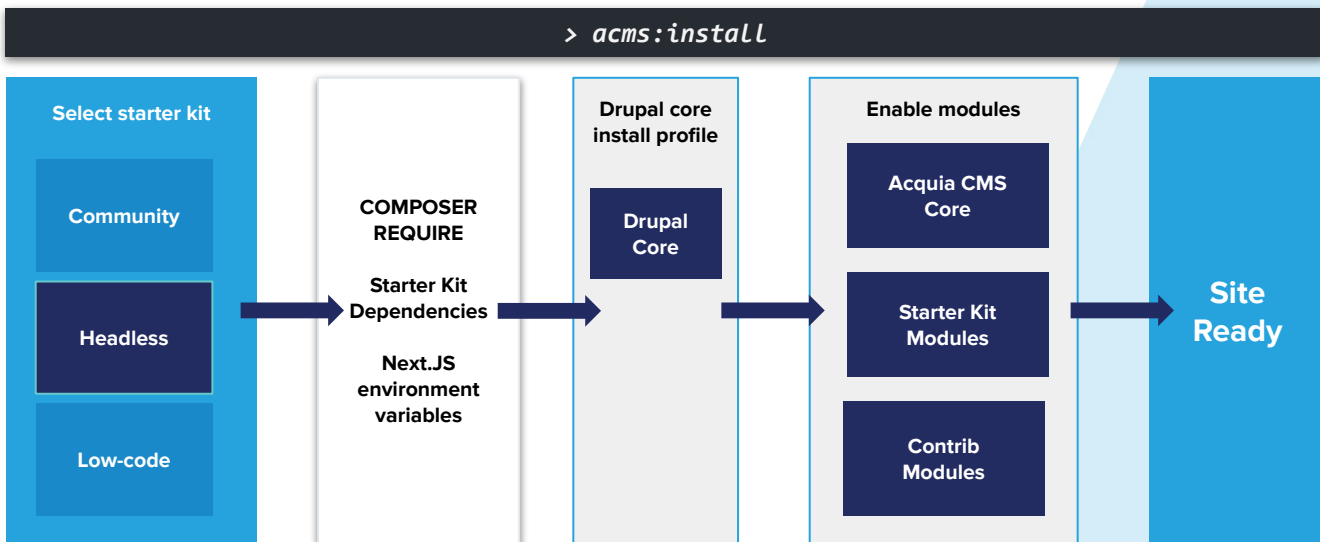 > acms:install
Select starter kit
Community
Headless
Low-code
COMPOSER
REQUIRE
Starter Kit
Dependencies
Next.JS
environment
variables
Drupal core
install profile
Drupal
Core
Enable modules
Acquia CMS
Core
Starter Kit
Modules
Contrib
Modules
Site
Ready